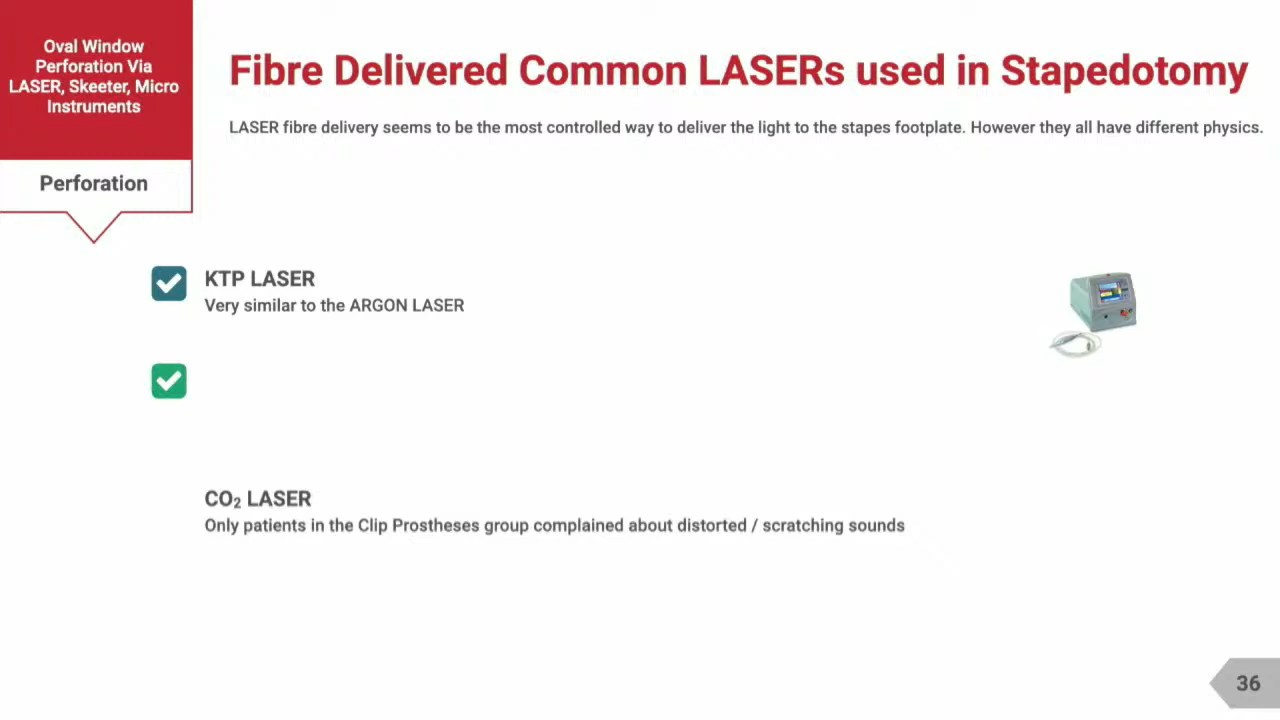 Oval Window
Perforation Via
LASER, Skeeter, Micro
Instruments
Perforation
Fibre Delivered Common LASERs used in Stapedotomy
LASER fibre delivery seems to be the most controlled way to deliver the light to the stapes footplate. However they all have different physics.
KTP LASER
Very similar to the ARGON LASER
CO₂ LASER
Only patients in the Clip Prostheses group complained about distorted / scratching sounds
36